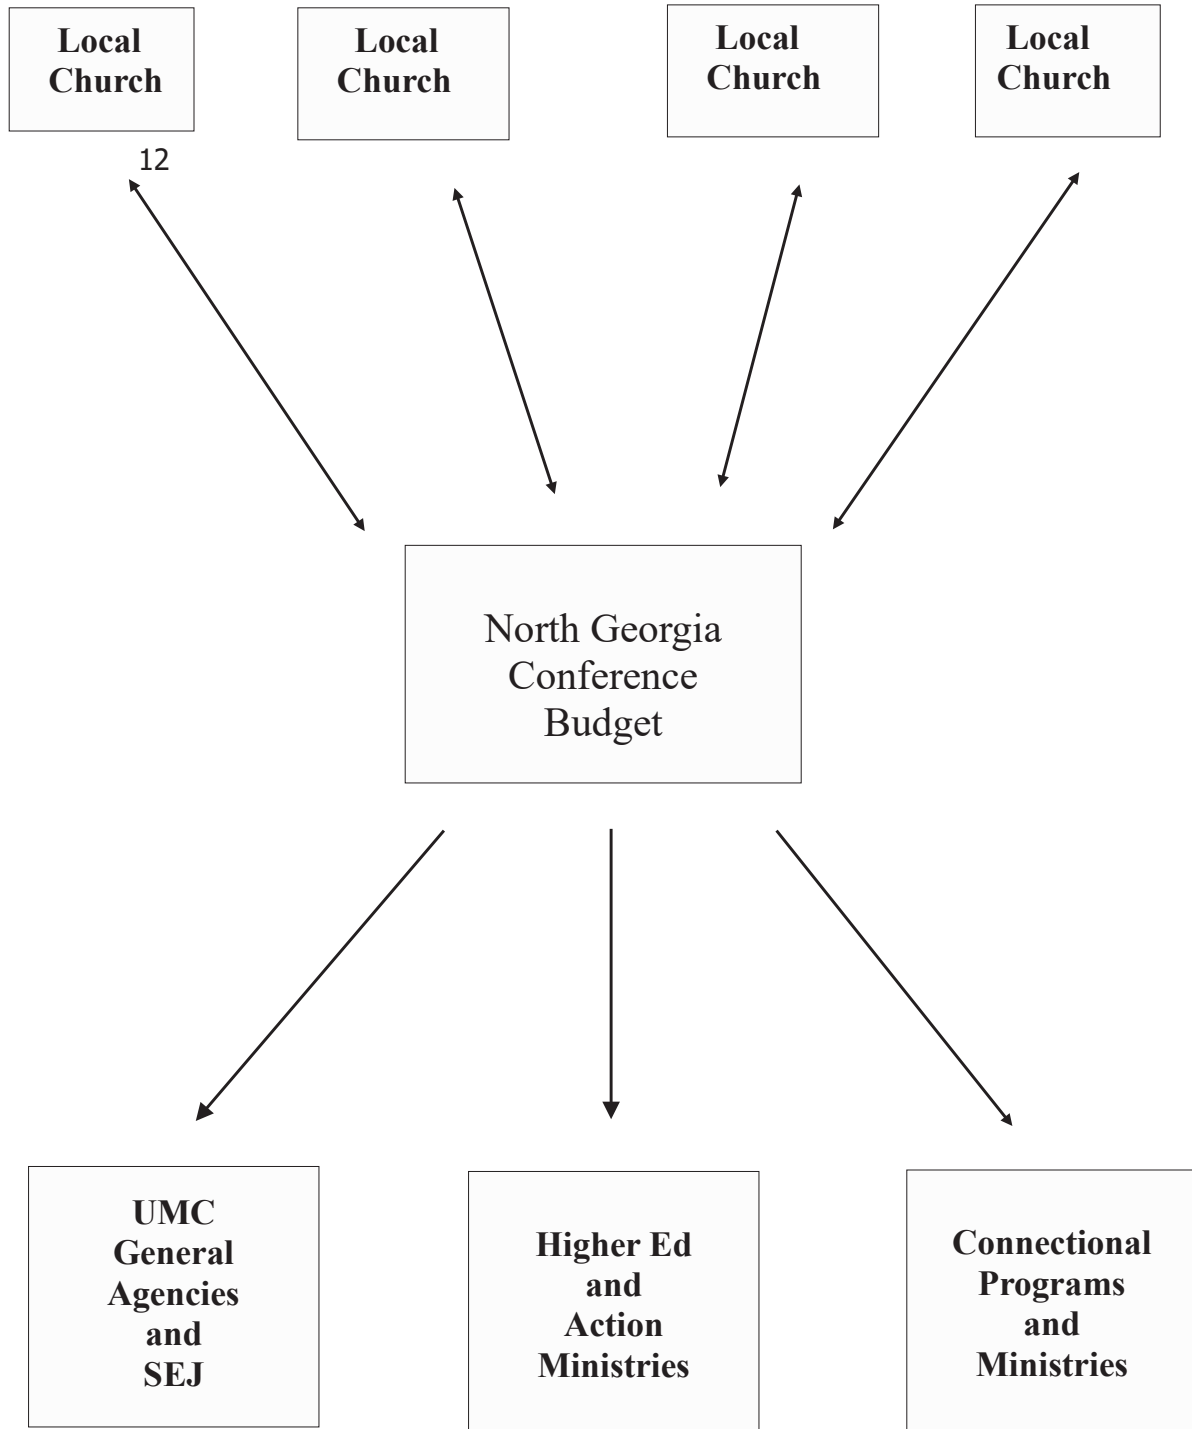 Local
Church
Local
Church
Local
Church
Local
Church
12
North Georgia
Conference
Budget
UMC
General
Agencies
and
SEJ
Higher Ed
and
Action
Ministries
Connectional
Programs
and
Ministries